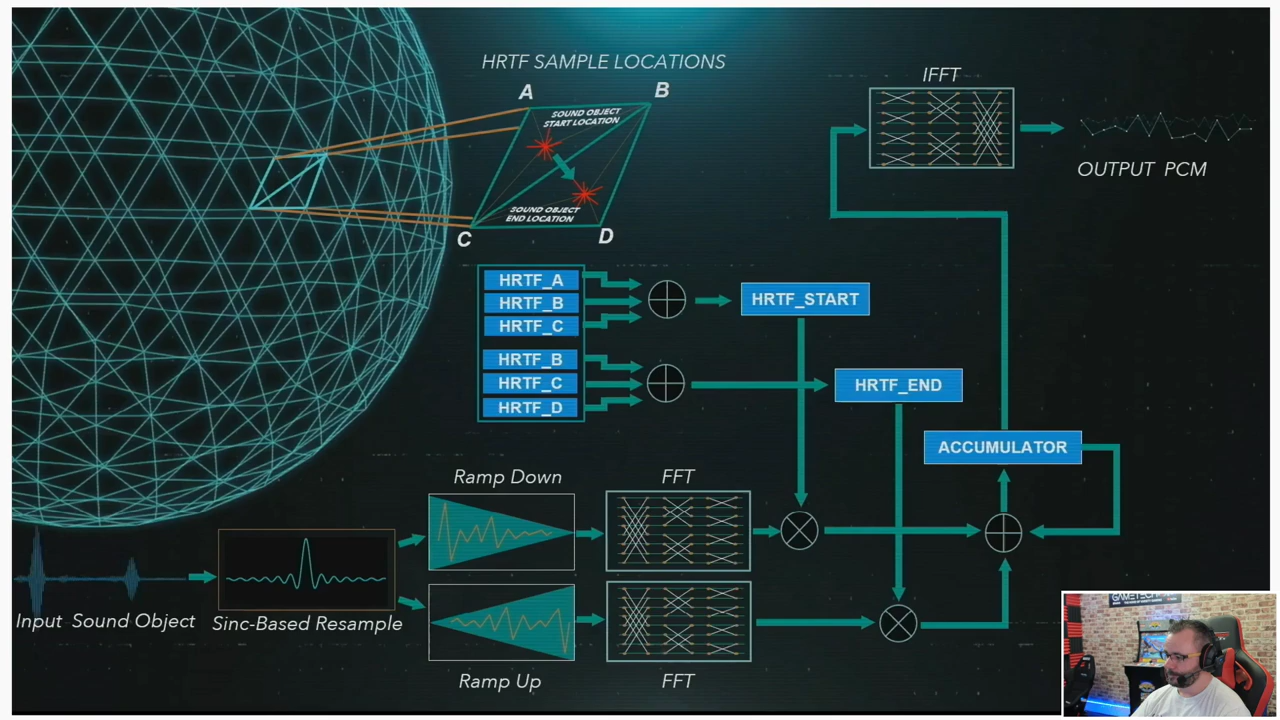 HRTF SAMPLE LOCATIONS
A
B
SOUND OBJECT
START LOCATION
SOUND OBJECT
END LOCATION
C
D
IFFT
OUTPUT PCM
HRTF_A
HRTF_B
HRTF_C
HRTF_START
HRTF_B
HRTF_C
HRTF_D
HRTF_END
ACCUMULATOR
Ramp Down
FFT
Input Sound Object
Sinc-Based Resample
Ramp Up
FFT